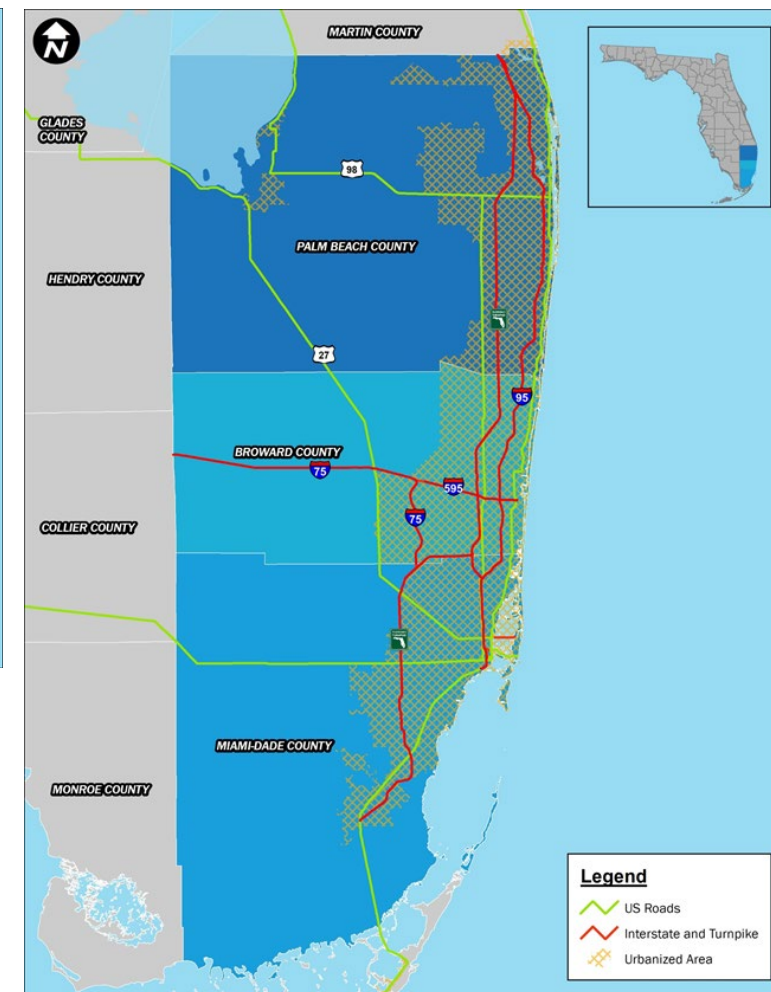 N
MARTIN COUNTY
GLADES
COUNTY
98
PALM BEACH COUNTY
HENDRY COUNTY
27
95
BROWARD COUNTY
75
595
75
COLLIER COUNTY
MIAMI-DADE COUNTY
MONROE COUNTY
Legend
US Roads
Interstate and Turnpike
Urbanized Area